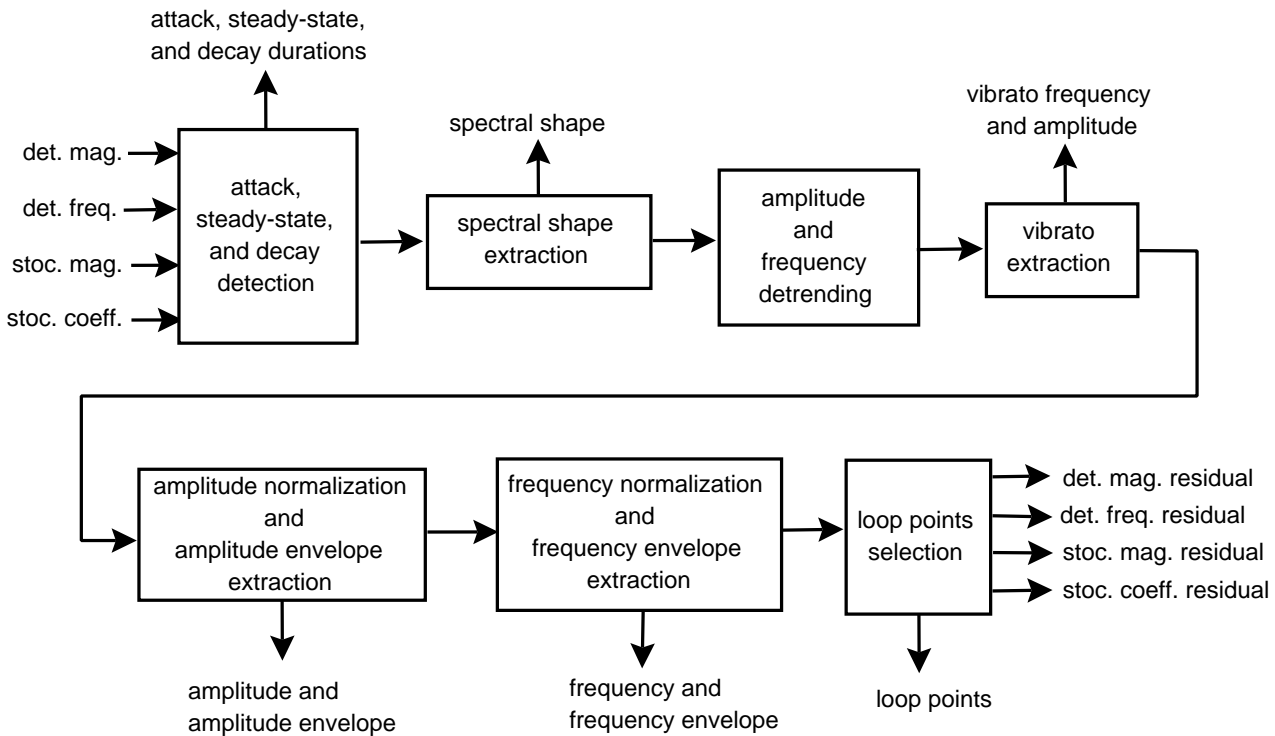 attack, steady-state,
and decay durations
vibrato frequency
and amplitude
spectral shape
det. mag.
det. freq.
stoc. mag.
stoc. coeff.
attack,
steady-state,
and decay
detection
spectral shape
extraction
amplitude
and
frequency
detrending
vibrato
extraction
amplitude normalization
and
amplitude envelope
extraction
frequency normalization
and
frequency envelope
extraction
loop points
selection
det. mag. residual
det. freq. residual
stoc. mag. residual
stoc. coeff. residual
amplitude and
amplitude envelope
frequency and
frequency envelope
loop points